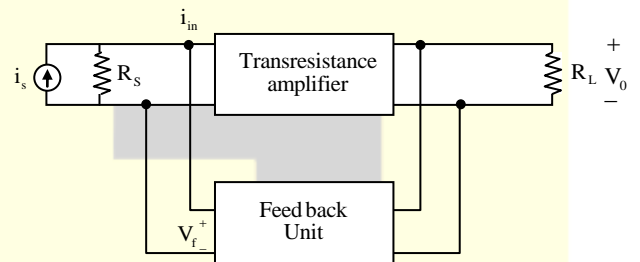 i_in
Transresistance
amplifier
i_s
R_S
R_L
+
V_0
−
Feed back
Unit
V_f
+
−